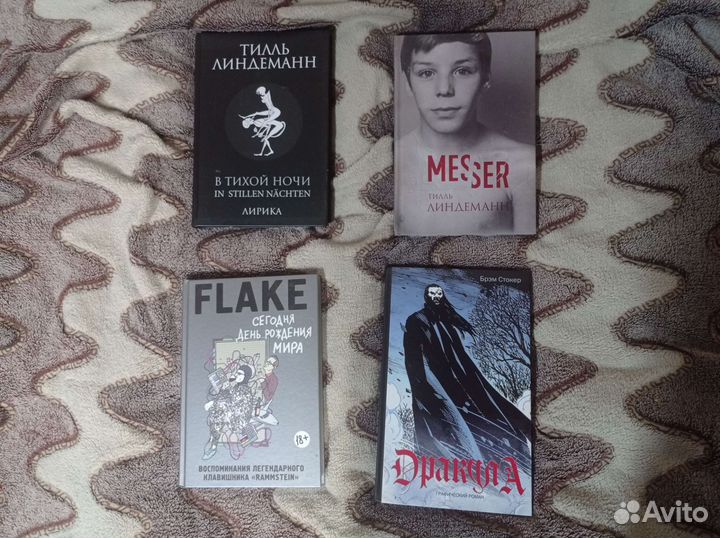 ТИЛЛЬ
ЛИНДЕМАНН
В ТИХОЙ НОЧИ
IN STILLEN NÄCHTEN
ЛИРИКА
MESSER
ТИЛЛЬ
ЛИНДЕМАНН
FLAKE
СЕГОДНЯ
ДЕНЬ РОЖДЕНИЯ
МИРА
18+
ВОСПОМИНАНИЯ ЛЕГЕНДАРНОГО
КЛАВИШНИКА «RAMMSTEIN»
Брэм Стокер
ДРАКУЛА
ГРАФИЧЕСКИЙ РОМАН
Avito